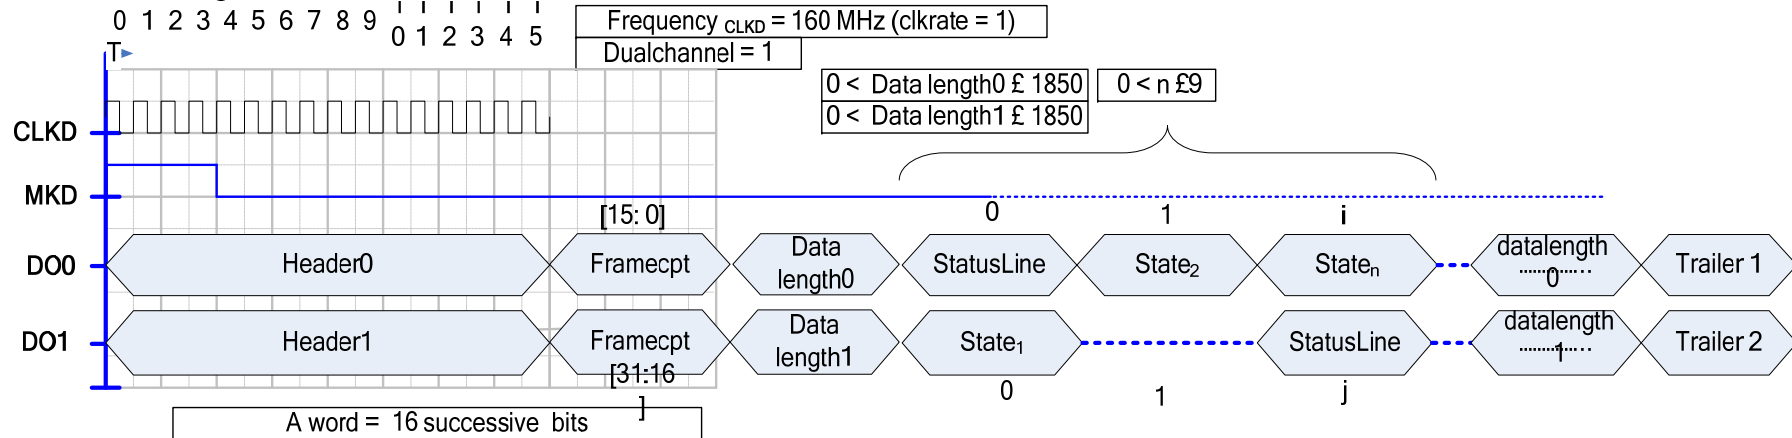 0 1 2 3 4 5 6 7 8 9
0 1 2 3 4 5
Frequency CLKD = 160 MHz (clkrate = 1)
T
Dualchannel = 1
0 < Data length0 £ 1850
0 < n £9
0 < Data length1 £ 1850
CLKD
MKD
[15: 0]
0 1 i
DO0
Header0
Framecpt
Data
length0
StatusLine
State2
Staten
datalength
0
Trailer 1
DO1
Header1
Framecpt
[31:16
]
Data
length1
State1
StatusLine
datalength
1
Trailer 2
0 1 j
A word = 16 successive bits